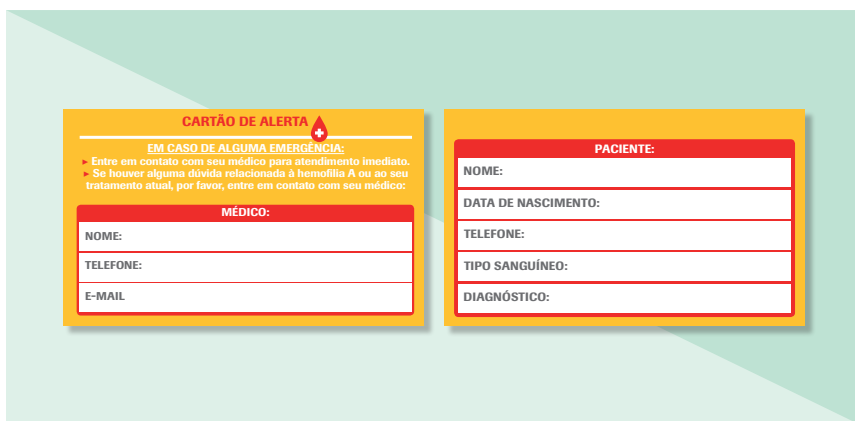 CARTÃO DE ALERTA
EM CASO DE ALGUMA EMERGÊNCIA:
▸ Entre em contato com seu médico para atendimento imediato.
▸ Se houver alguma dúvida relacionada à hemofilia A ou ao seu
tratamento atual, por favor, entre em contato com seu médico:
MÉDICO:
NOME:
TELEFONE:
E-MAIL
PACIENTE:
NOME:
DATA DE NASCIMENTO:
TELEFONE:
TIPO SANGUÍNEO:
DIAGNÓSTICO: